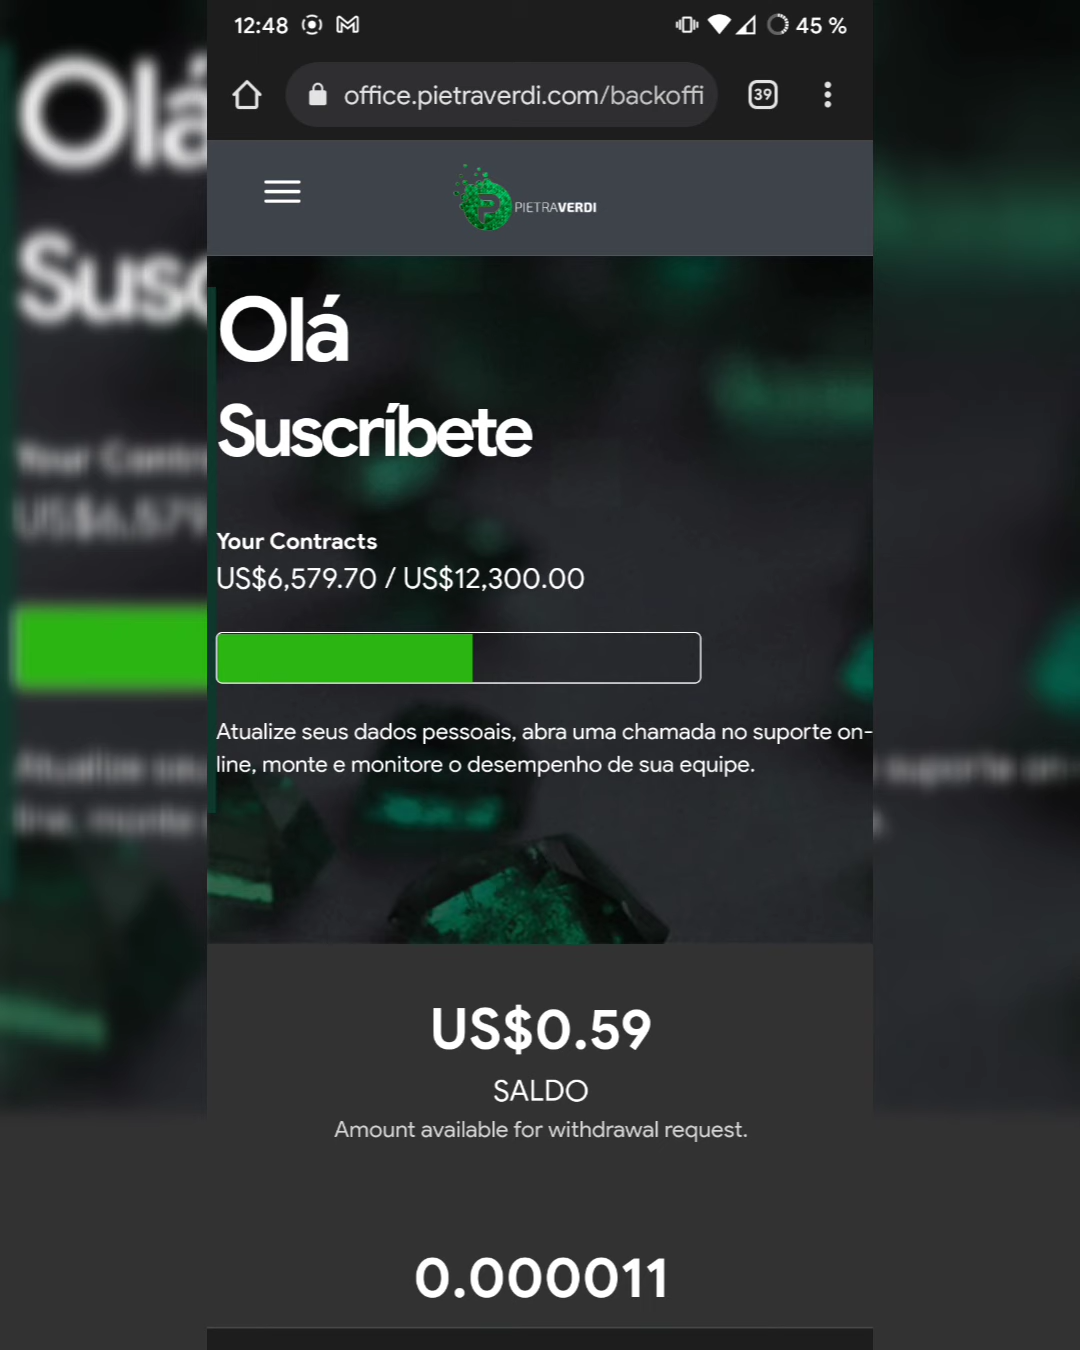 12:48 45 %
office.pietraverdi.com/backoffi 39
PIETRAVERDI
Olá
Suscríbete
Your Contracts
US$6,579.70 / US$12,300.00
Atualize seus dados pessoais, abra uma chamada no suporte on-
line, monte e monitore o desempenho de sua equipe.
US$0.59
SALDO
Amount available for withdrawal request.
0.000011